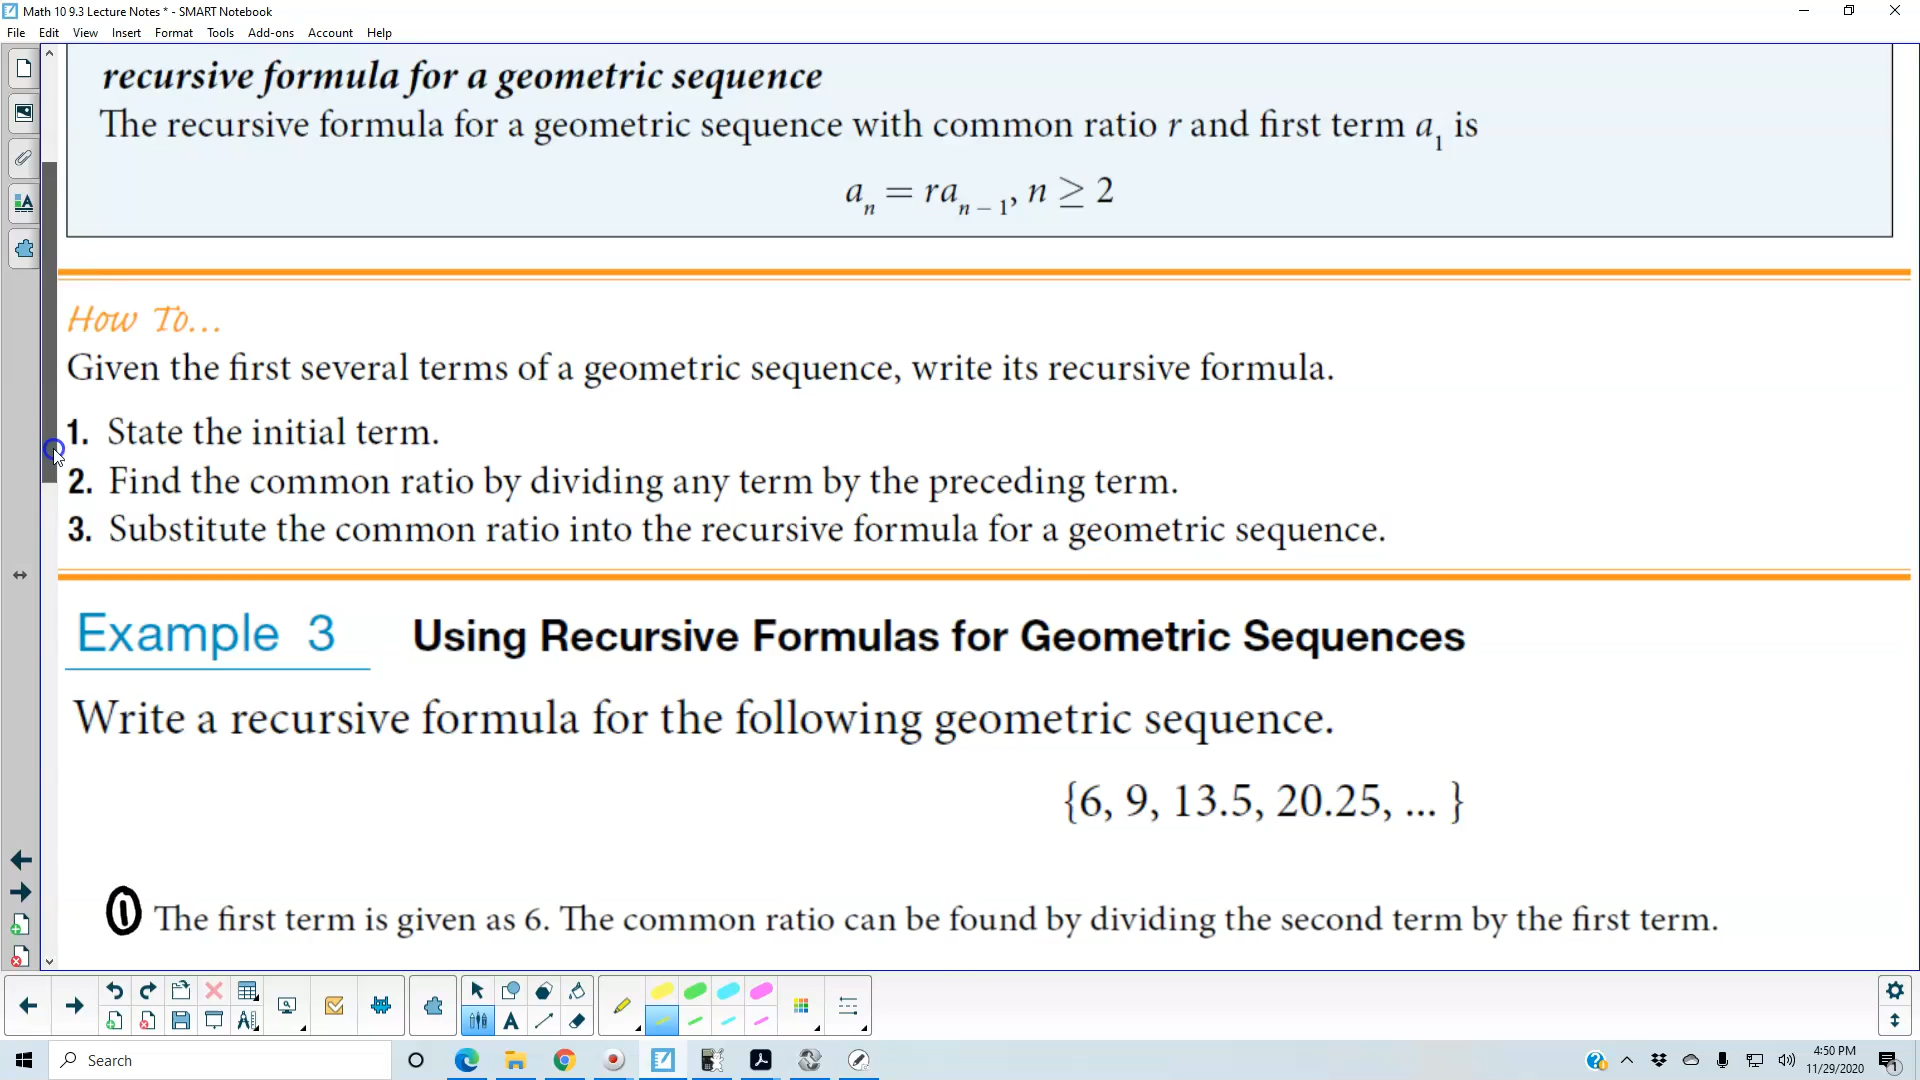 Math 10 9.3 Lecture Notes * - SMART Notebook
File Edit View Insert Format Tools Add-ons Account Help
recursive formula for a geometric sequence
The recursive formula for a geometric sequence with common ratio r and first term a₁ is
aₙ = raₙ₋₁, n ≥ 2
How To...
Given the first several terms of a geometric sequence, write its recursive formula.
1. State the initial term.
2. Find the common ratio by dividing any term by the preceding term.
3. Substitute the common ratio into the recursive formula for a geometric sequence.
Example 3 Using Recursive Formulas for Geometric Sequences
Write a recursive formula for the following geometric sequence.
{6, 9, 13.5, 20.25, ... }
① The first term is given as 6. The common ratio can be found by dividing the second term by the first term.
Search
4:50 PM
11/29/2020
1